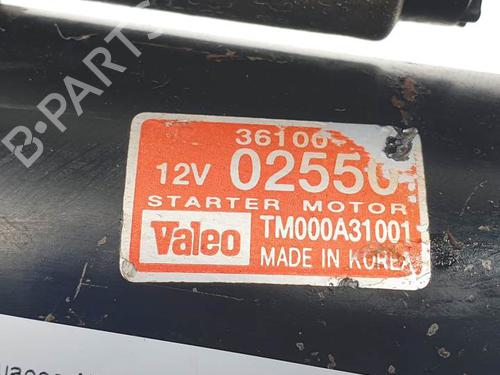 B-PARTS
36100-
12V 02550
STARTER MOTOR
Valeo TM000A31001
MADE IN KOREA